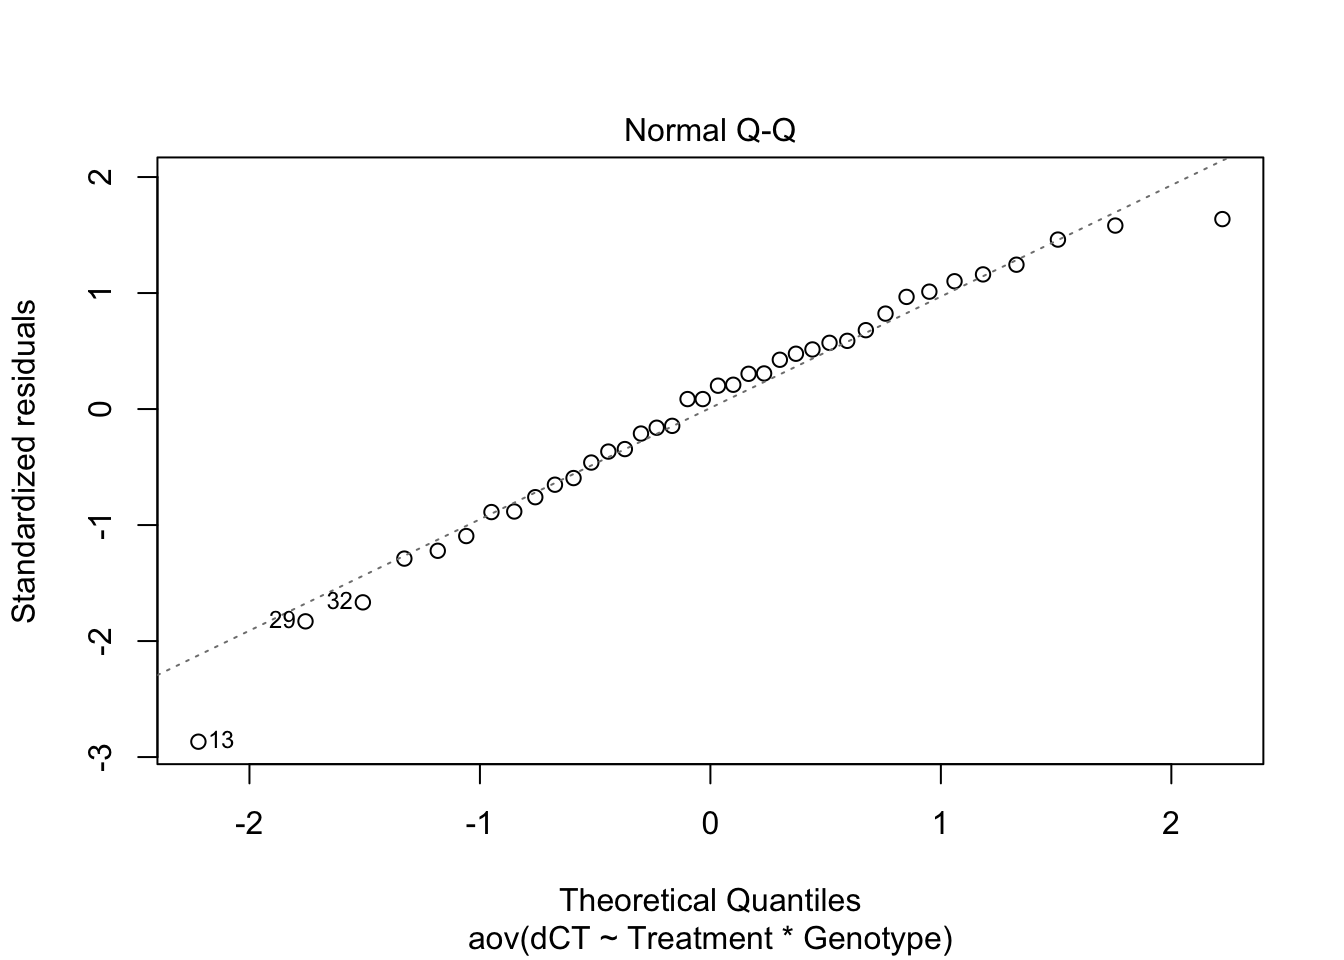 Normal Q-Q
Standardized residuals
2
1
0
-1
-2
-3
32
29
13
-2 -1 0 1 2
Theoretical Quantiles
aov(dCT ~ Treatment * Genotype)